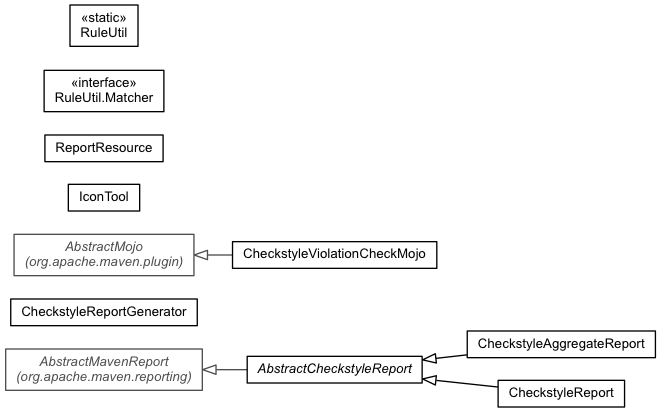 «static»
RuleUtil
«interface»
RuleUtil.Matcher
ReportResource
IconTool
AbstractMojo
(org.apache.maven.plugin)
CheckstyleViolationCheckMojo
CheckstyleReportGenerator
AbstractMavenReport
(org.apache.maven.reporting)
AbstractCheckstyleReport
CheckstyleAggregateReport
CheckstyleReport